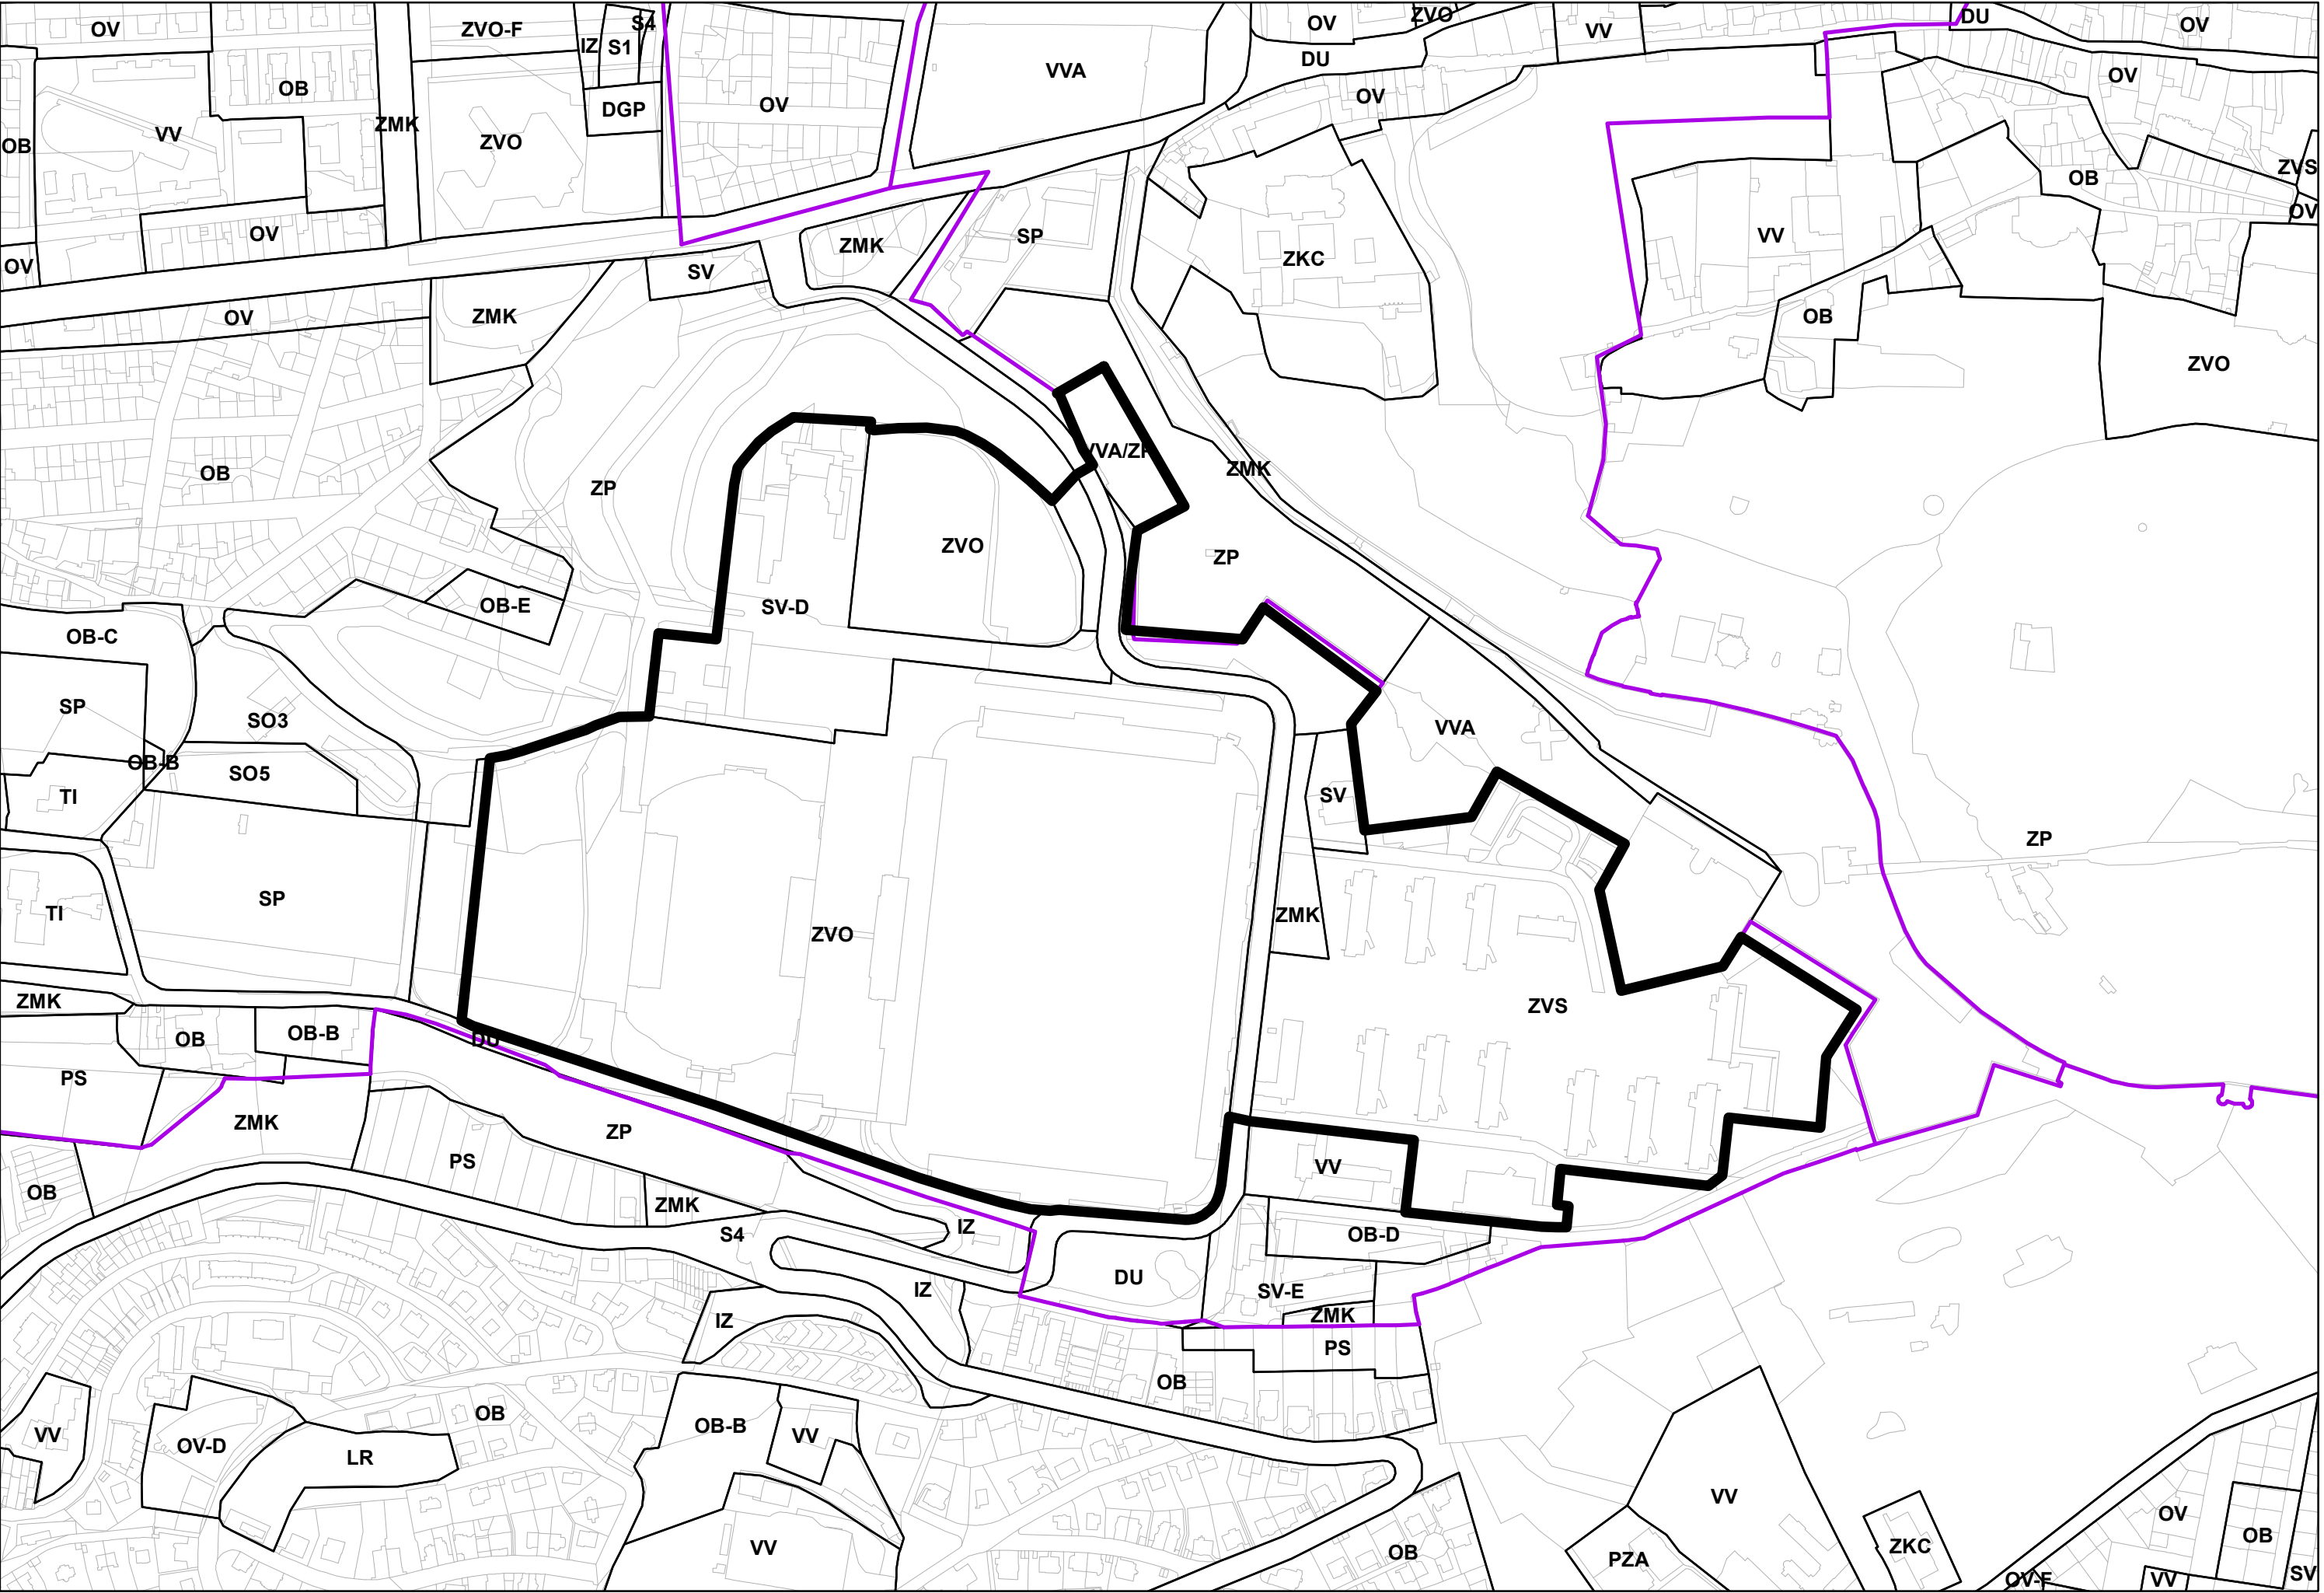 OV
ZVO-F
IZ
S1
S4
OV
ZVO
VV
DU
OV
VVA
DU
OV
OB
VV
ZMK
ZVO
DGP
OV
OV
OB
OB
ZVS
OV
OV
OV
SV
ZMK
SP
ZKC
VV
OV
ZMK
OB
ZVO
OB
ZP
VVA/ZP
ZMK
ZVO
ZP
OB-E
SV-D
OB-C
SP
SO3
VVA
OB-B
SO5
TI
SV
ZP
SP
TI
ZVO
ZMK
ZVS
ZMK
OB
OB-B
DU
PS
ZMK
ZP
PS
VV
OB
ZMK
S4
IZ
OB-D
DU
IZ
SV-E
IZ
ZMK
PS
OB
OB
OB-B
VV
VV
OV-D
LR
VV
VV
OB
PZA
ZKC
OV
OB
OV-F
VV
SV